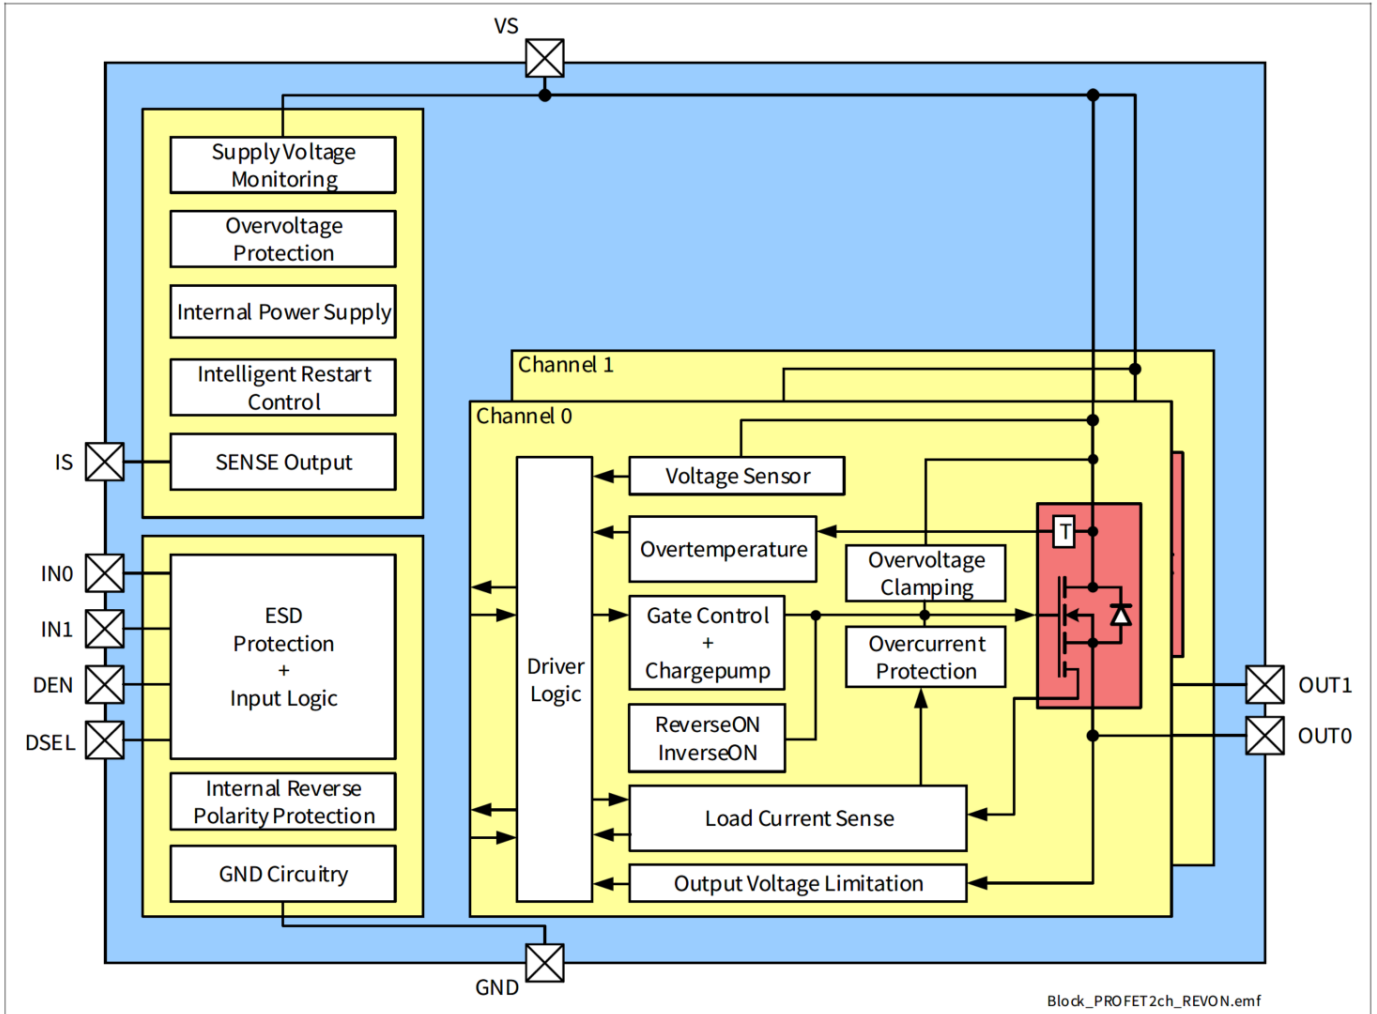 VS
Supply Voltage
Monitoring
Overvoltage
Protection
Internal Power Supply
Intelligent Restart
Control
SENSE Output
IS
IN0
IN1
DEN
DSEL
ESD
Protection
+
Input Logic
Internal Reverse
Polarity Protection
GND Circuitry
GND
Channel 1
Channel 0
Driver
Logic
Voltage Sensor
Overtemperature
Gate Control
+
Chargepump
ReverseON
InverseON
Overvoltage
Clamping
Overcurrent
Protection
T
Load Current Sense
Output Voltage Limitation
OUT1
OUT0
Block_PROFET2ch_REVON.emf